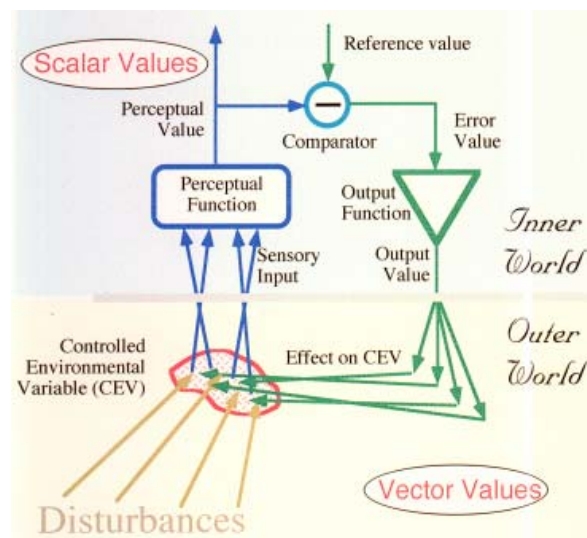 Reference value
Scalar Values
Perceptual
Value
Comparator
Error
Value
Perceptual
Function
Output
Function
Inner
World
Sensory
Input
Output
Value
Controlled
Environmental
Variable (CEV)
Effect on CEV
Outer
World
Vector Values
Disturbances